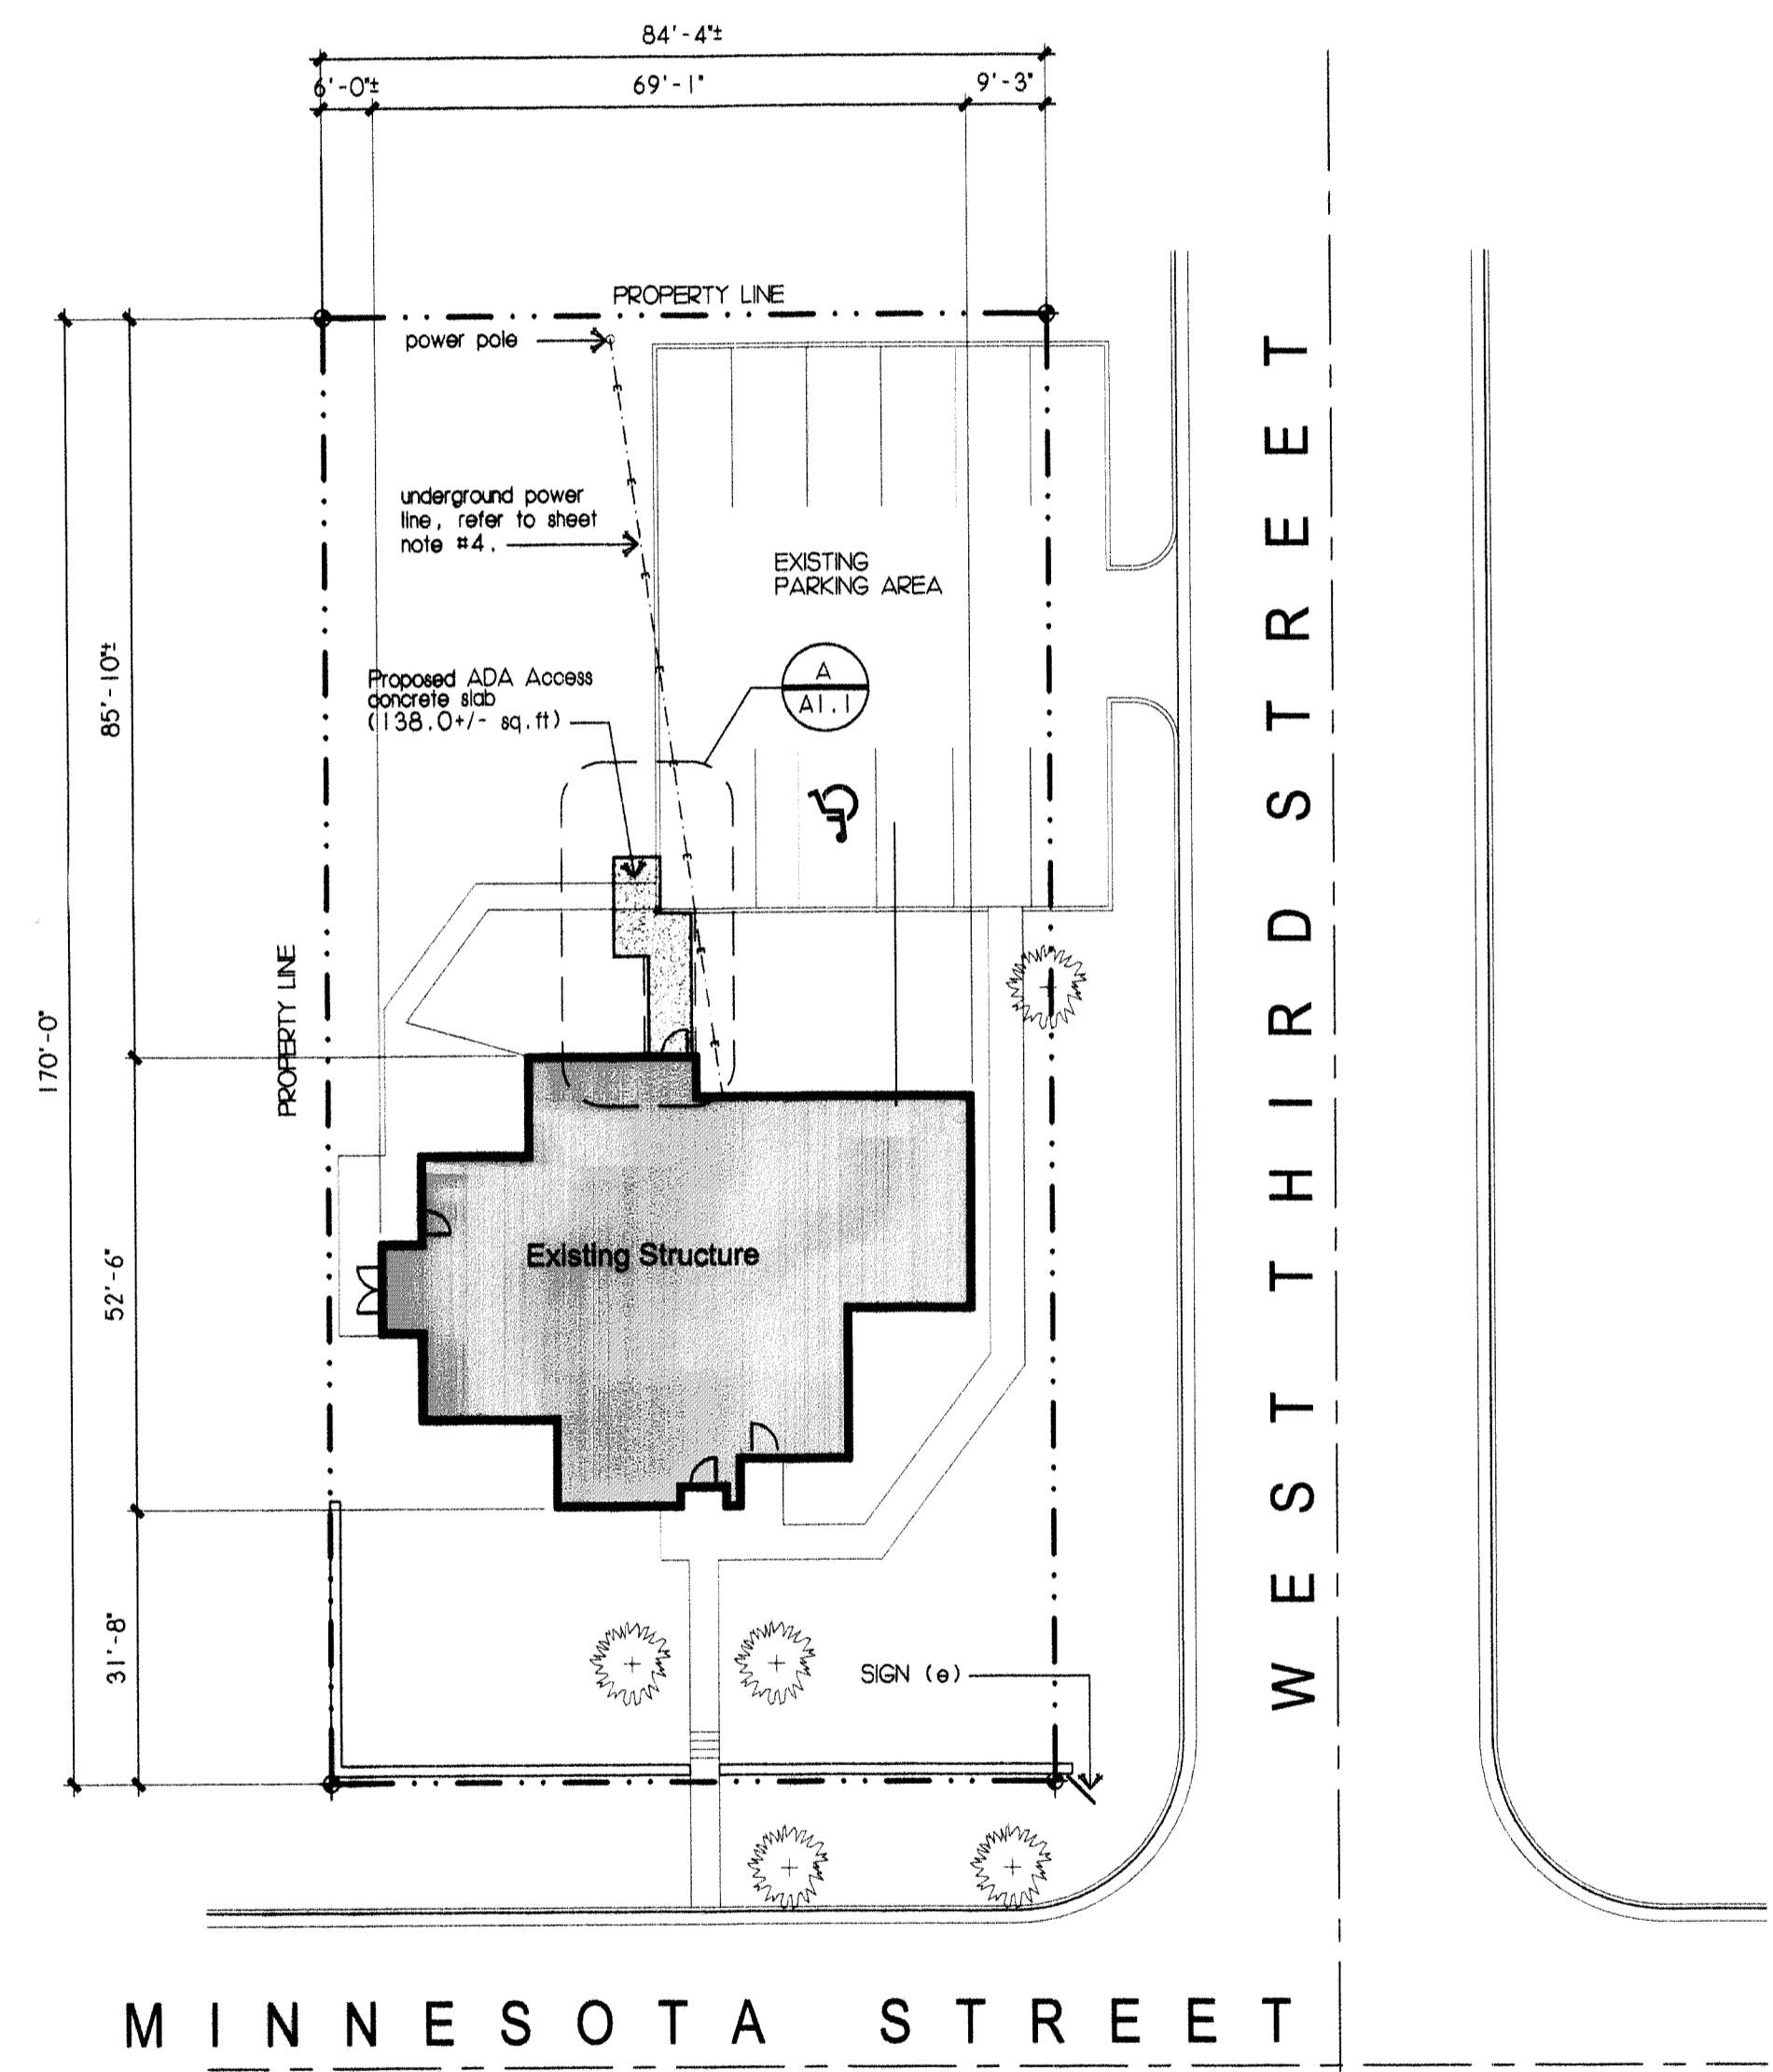 84'-4"±
6'-0"±
69'-1"
9'-3"
PROPERTY LINE
power pole
underground power
line, refer to sheet
note #4.
EXISTING
PARKING AREA
85'-10"±
Proposed ADA Access
concrete slab
(138.0+/- sq.ft)
A
A1.1
PROPERTY LINE
170'-0"
52'-6"
Existing Structure
31'-8"
SIGN (e)
WEST THIRD STREET
MINNESOTA STREET